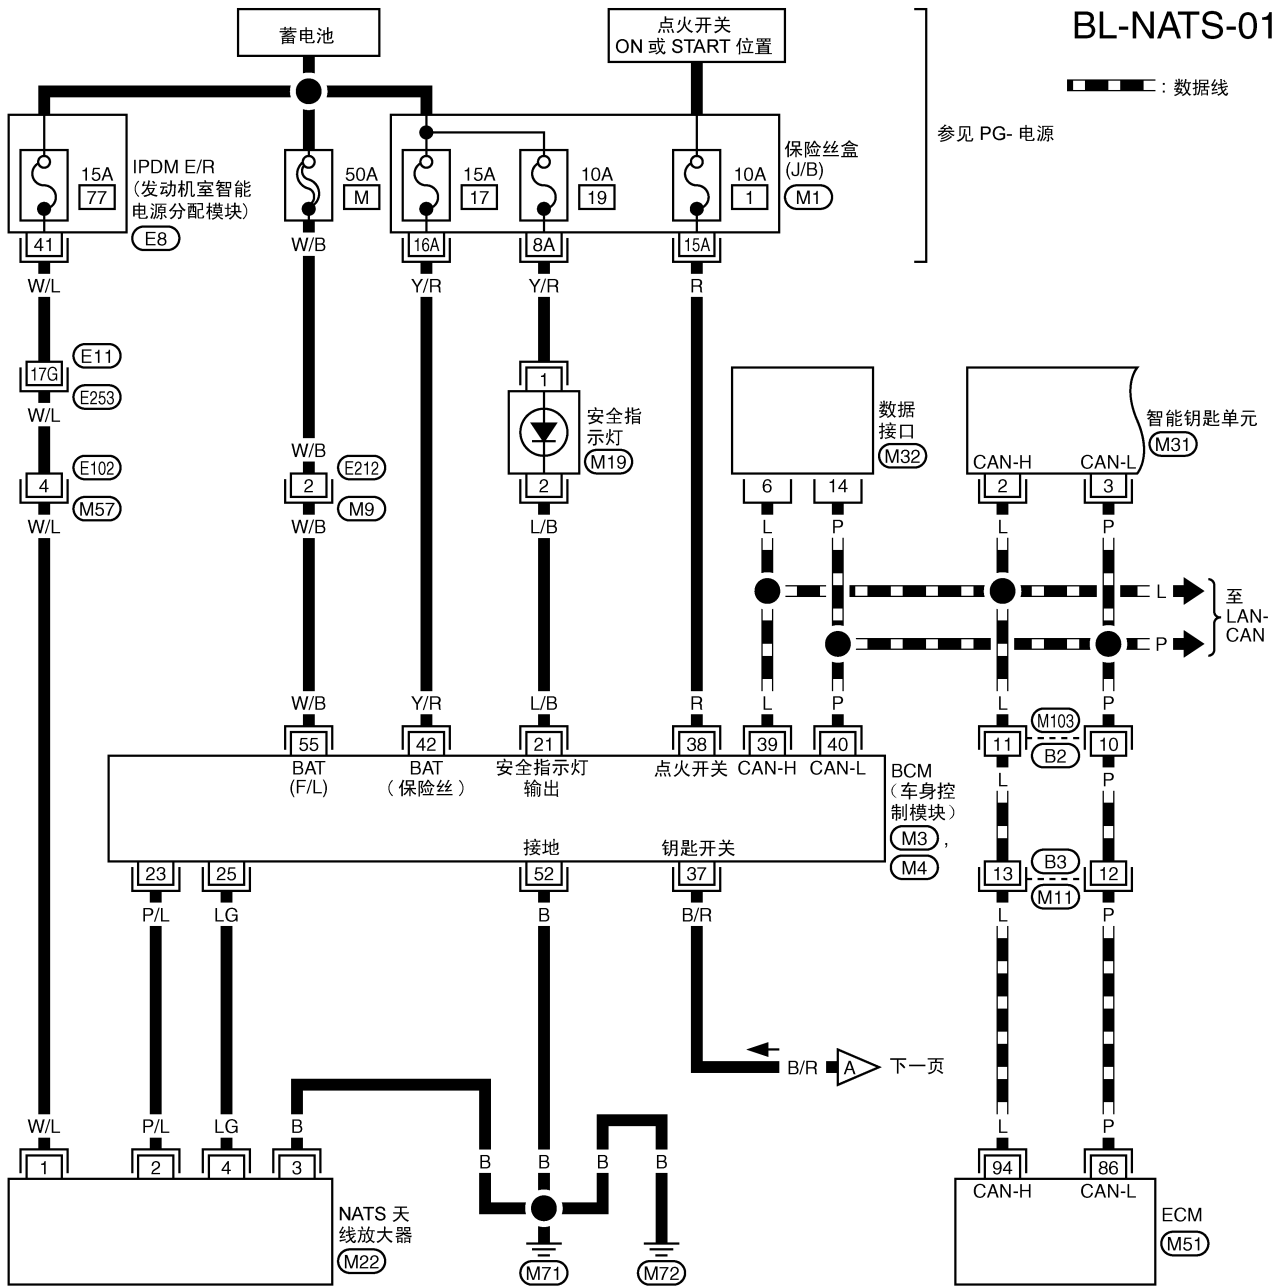 BL-NATS-01
蓄电池
点火开关
ON 或 START 位置
: 数据线
参见 PG- 电源
15A
77
IPDM E/R
(发动机室智能
电源分配模块)
E8
50A
M
15A
17
10A
19
10A
1
保险丝盒
(J/B)
M1
41
16A
8A
15A
W/L
W/B
Y/R
Y/R
R
17G
E11
E253
W/L
1
安全指
示灯
M19
数据
接口
M32
智能钥匙单元
M31
CAN-H
CAN-L
W/B
4
E102
M57
2
E212
M9
2
6
14
2
3
W/L
W/B
L/B
L
P
L
P
L
P
至
LAN-
CAN
W/B
Y/R
L/B
R
L
P
L
P
55
42
21
38
39
40
11
M103
B2
10
BAT
(F/L)
BAT
(保险丝)
安全指示灯
输出
点火开关
CAN-H
CAN-L
BCM
(车身控
制模块)
M3 ,
M4
L
P
接地
钥匙开关
23
25
52
37
13
B3
M11
12
P/L
LG
B
B/R
L
P
B/R
A
下一页
W/L
P/L
LG
B
L
P
B
B
B
B
1
2
4
3
94
86
CAN-H
CAN-L
NATS 天
线放大器
M22
M71
M72
ECM
M51